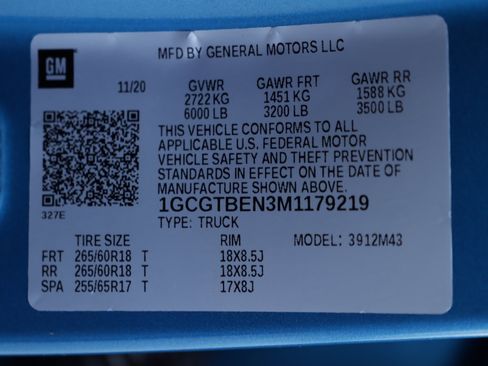 GM
MFD BY GENERAL MOTORS LLC
11/20 GVWR GAWR FRT GAWR RR
2722 KG 1451 KG 1588 KG
6000 LB 3200 LB 3500 LB
THIS VEHICLE CONFORMS TO ALL
APPLICABLE U.S. FEDERAL MOTOR
VEHICLE SAFETY AND THEFT PREVENTION
STANDARDS IN EFFECT ON THE DATE OF
MANUFACTURE SHOWN ABOVE.
1GCGTBEN3M1179219
327E
TYPE: TRUCK
TIRE SIZE RIM MODEL: 3912M43
FRT 265/60R18 T 18X8.5J
RR 265/60R18 T 18X8.5J
SPA 255/65R17 T 17X8J